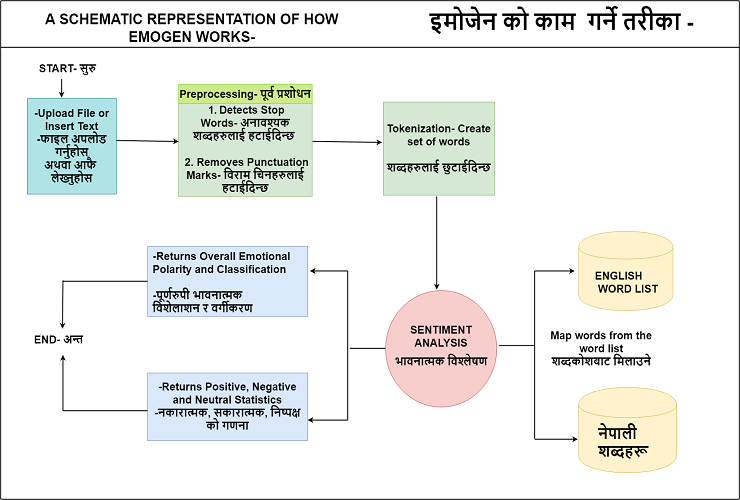 A SCHEMATIC REPRESENTATION OF HOW
EMOGEN WORKS-
इमोजेन को काम गर्ने तरीका -
START- सुरु
-Upload File or
Insert Text
-फाइल अपलोड
गर्नुहोस
अथवा आफै
लेख्नुहोस
Preprocessing- पूर्व प्रशोधन
1. Detects Stop
Words- अनावश्यक
शब्दहरुलाई हटाईदिन्छ
2. Removes Punctuation
Marks- विराम चिनहरुलाई
हटाईदिन्छ
Tokenization- Create
set of words
शब्दहरुलाई छुटाईदिन्छ
-Returns Overall Emotional
Polarity and Classification
-पूर्णरुपी भावनात्मक
विशेलाशन र वर्गीकरण
END- अन्त
SENTIMENT
ANALYSIS
भावनात्मक विश्लेषण
ENGLISH
WORD LIST
Map words from the
word list
शब्दकोशबाट मिलाउने
-Returns Positive, Negative
and Neutral Statistics
-नकारात्मक, सकारात्मक, निष्पक्ष
को गणना
नेपाली
शब्दहरू